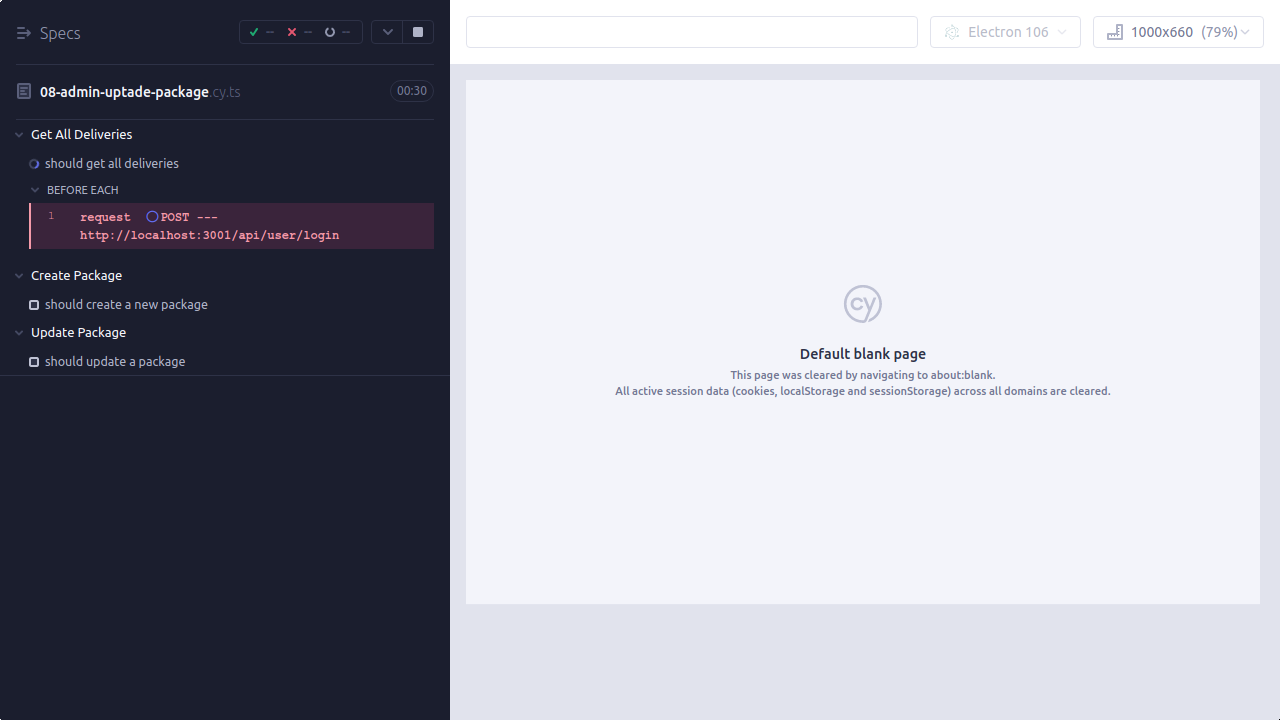 Specs
--
--
--
Electron 106
1000x660 (79%)
08-admin-uptade-package.cy.ts
00:30
Get All Deliveries
should get all deliveries
BEFORE EACH
1 request POST ---
http://localhost:3001/api/user/login
Create Package
should create a new package
Update Package
should update a package
cy
Default blank page
This page was cleared by navigating to about:blank.
All active session data (cookies, localStorage and sessionStorage) across all domains are cleared.